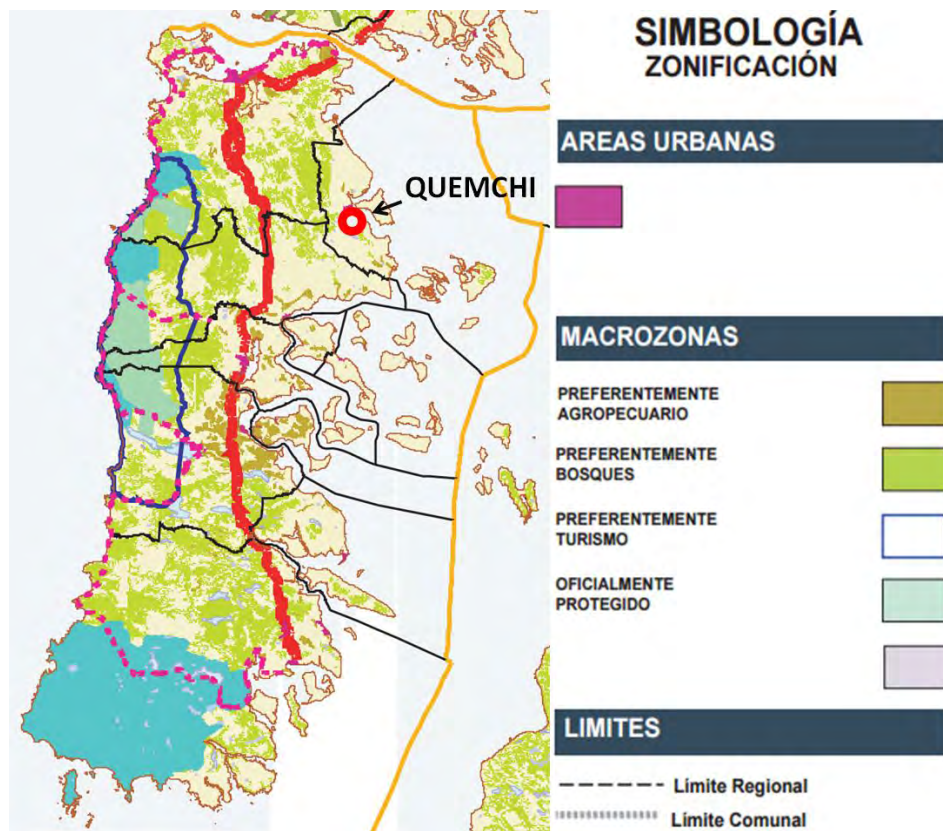 QUEMCHI
SIMBOLOGÍA
ZONIFICACIÓN
AREAS URBANAS
MACROZONAS
PREFERENTEMENTE
AGROPECUARIO
PREFERENTEMENTE
BOSQUES
PREFERENTEMENTE
TURISMO
OFICIALMENTE
PROTEGIDO
LIMITES
Límite Regional
Límite Comunal